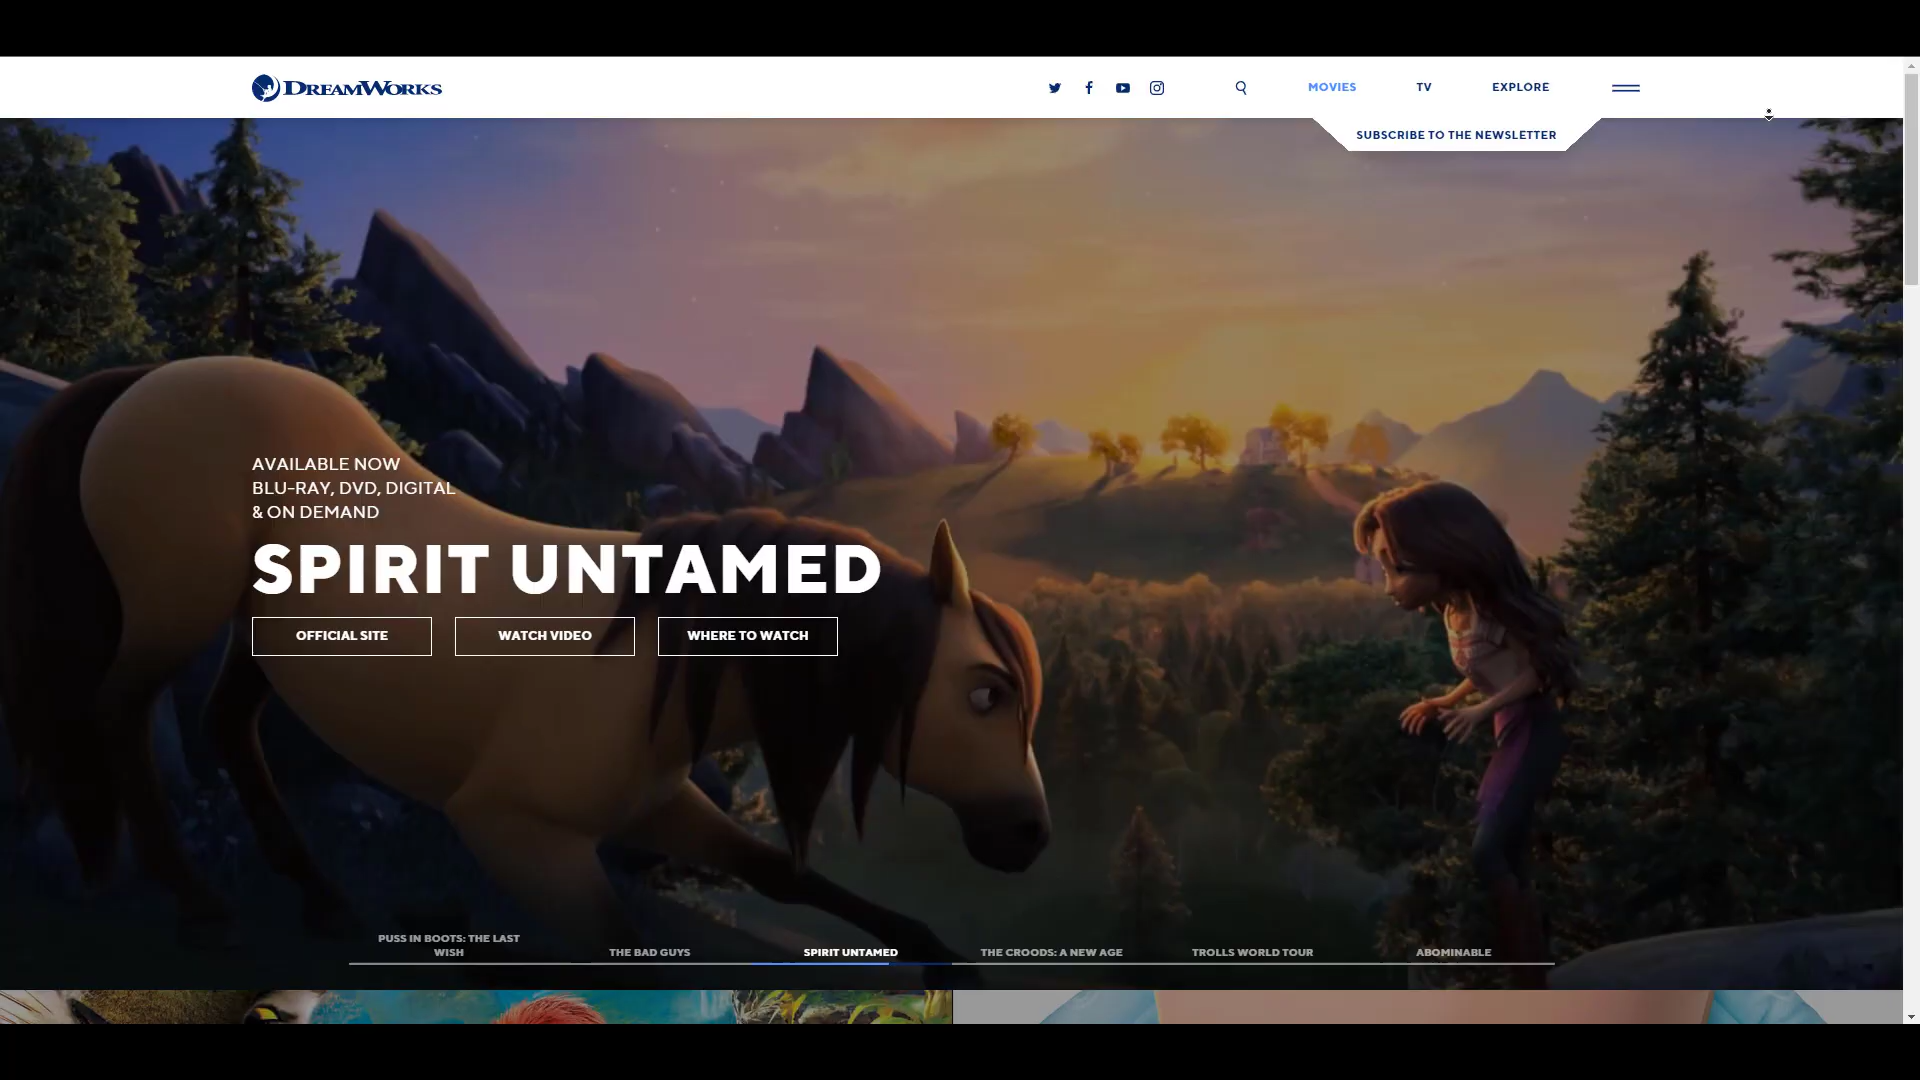 DREAMWORKS
MOVIES
TV
EXPLORE
SUBSCRIBE TO THE NEWSLETTER
AVAILABLE NOW
BLU-RAY, DVD, DIGITAL
& ON DEMAND
SPIRIT UNTAMED
OFFICIAL SITE
WATCH VIDEO
WHERE TO WATCH
PUSS IN BOOTS: THE LAST
WISH
THE BAD GUYS
SPIRIT UNTAMED
THE CROODS: A NEW AGE
TROLLS WORLD TOUR
ABOMINABLE